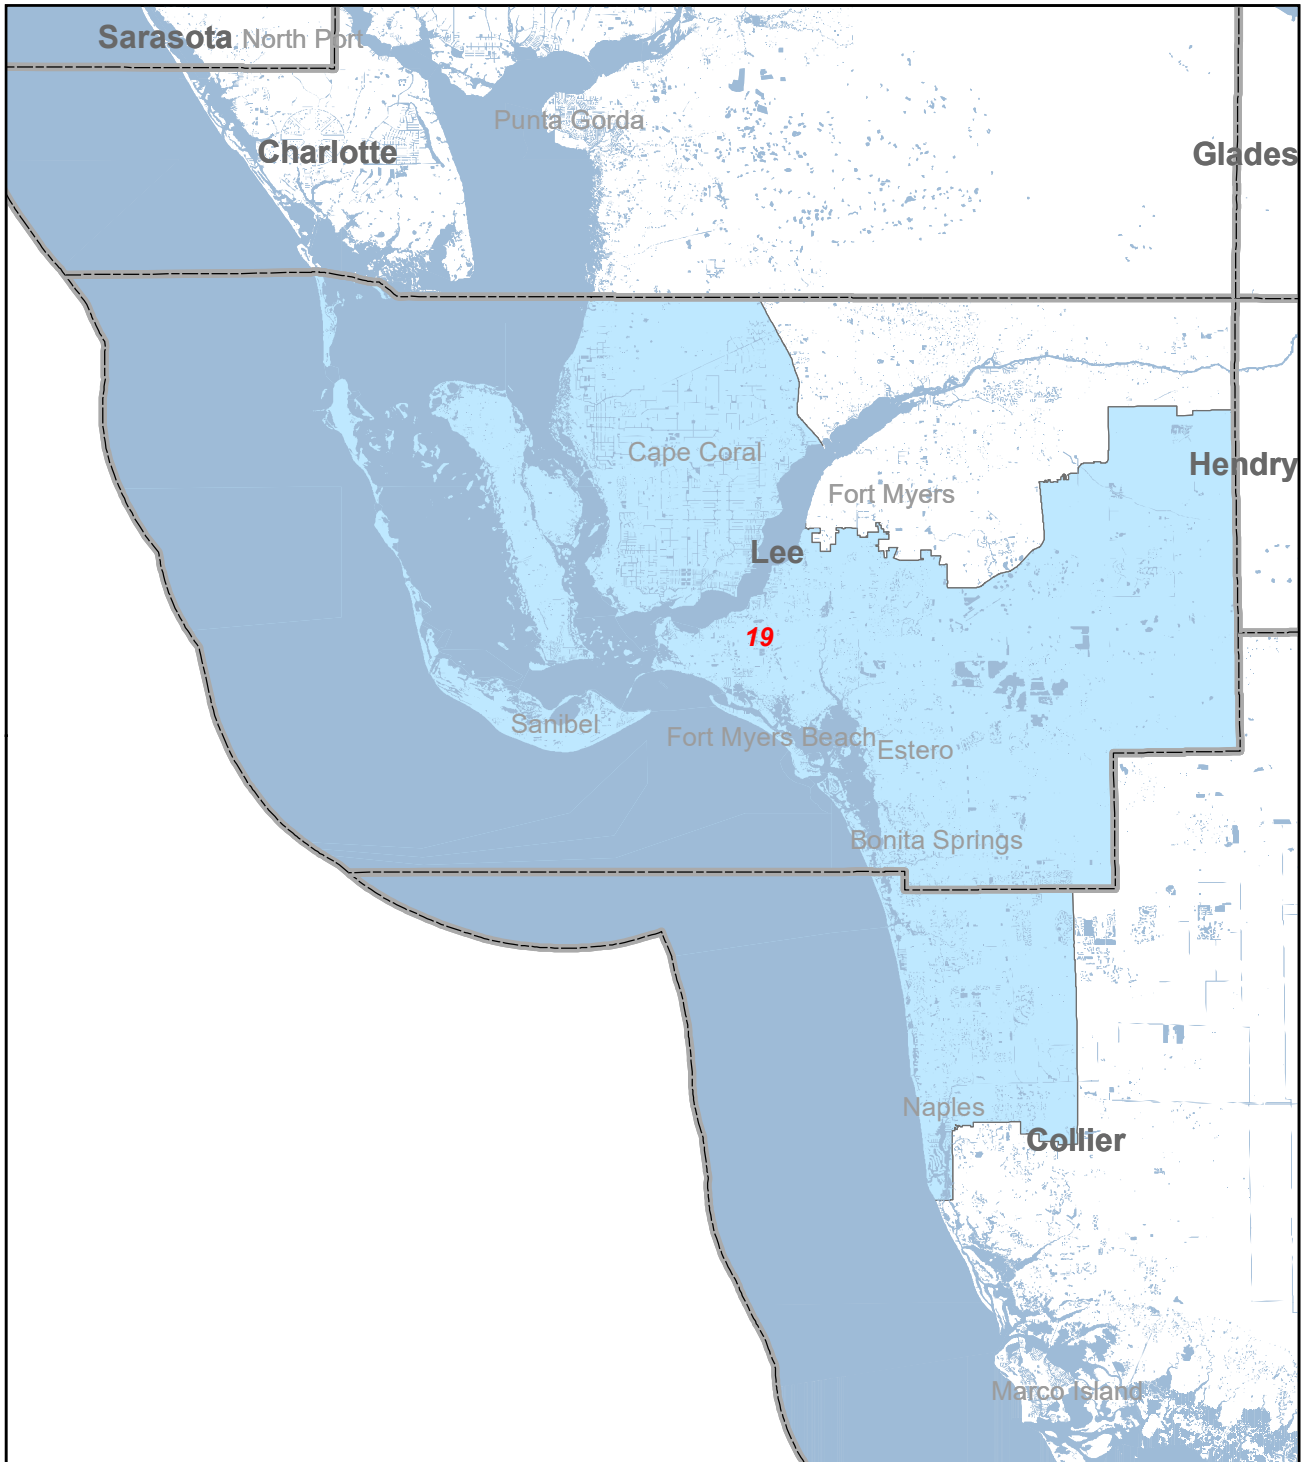 Sarasota
North Port
Punta Gorda
Charlotte
Glades
Cape Coral
Hendry
Fort Myers
Lee
19
Sanibel
Fort Myers Beach
Estero
Bonita Springs
Naples
Collier
Marco Island